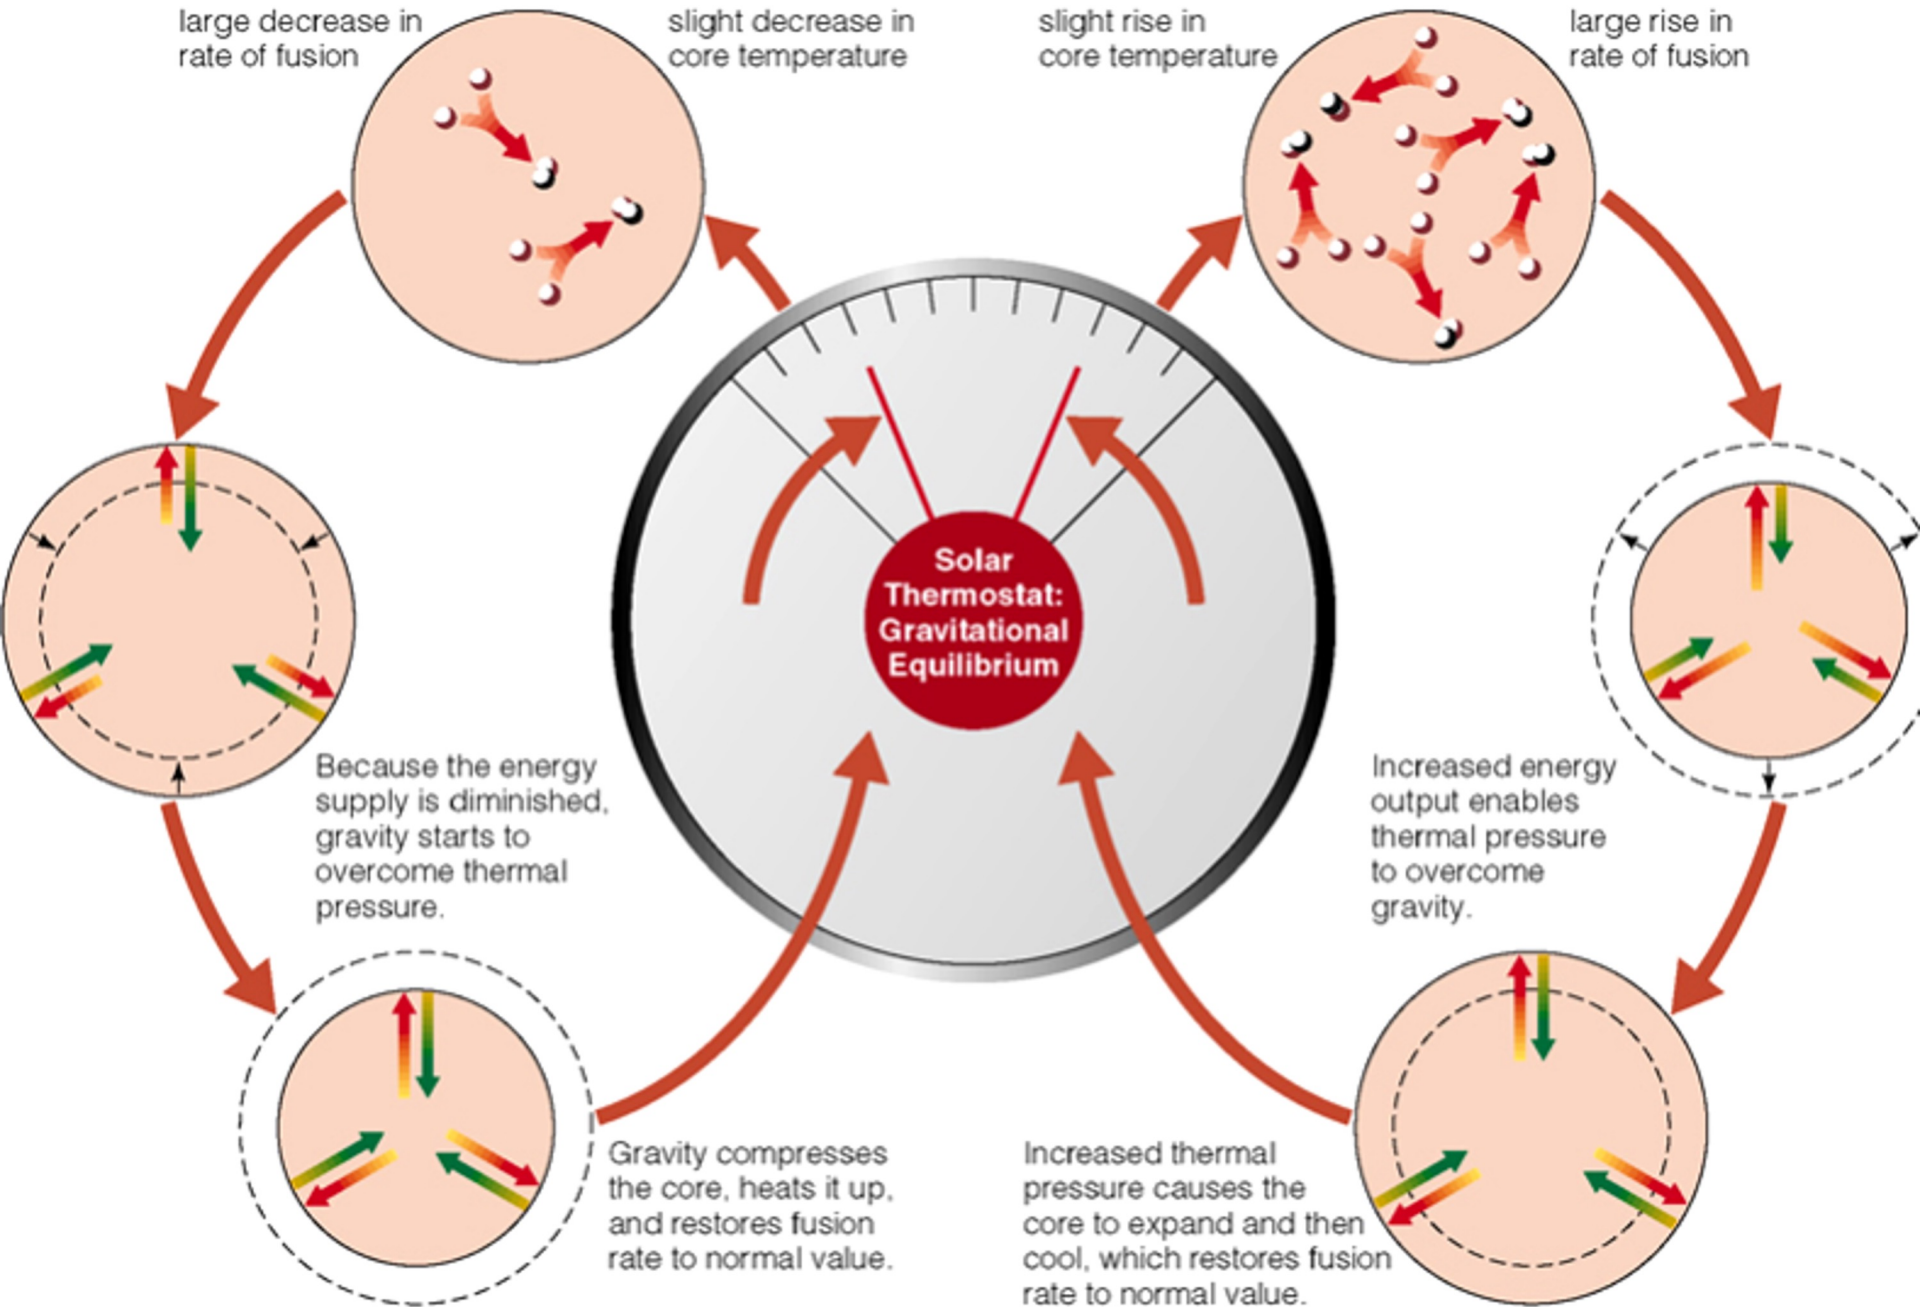 large decrease in
rate of fusion
slight decrease in
core temperature
slight rise in
core temperature
large rise in
rate of fusion
Solar
Thermostat:
Gravitational
Equilibrium
Because the energy
supply is diminished,
gravity starts to
overcome thermal
pressure.
Increased energy
output enables
thermal pressure
to overcome
gravity.
Gravity compresses
the core, heats it up,
and restores fusion
rate to normal value.
Increased thermal
pressure causes the
core to expand and then
cool, which restores fusion
rate to normal value.